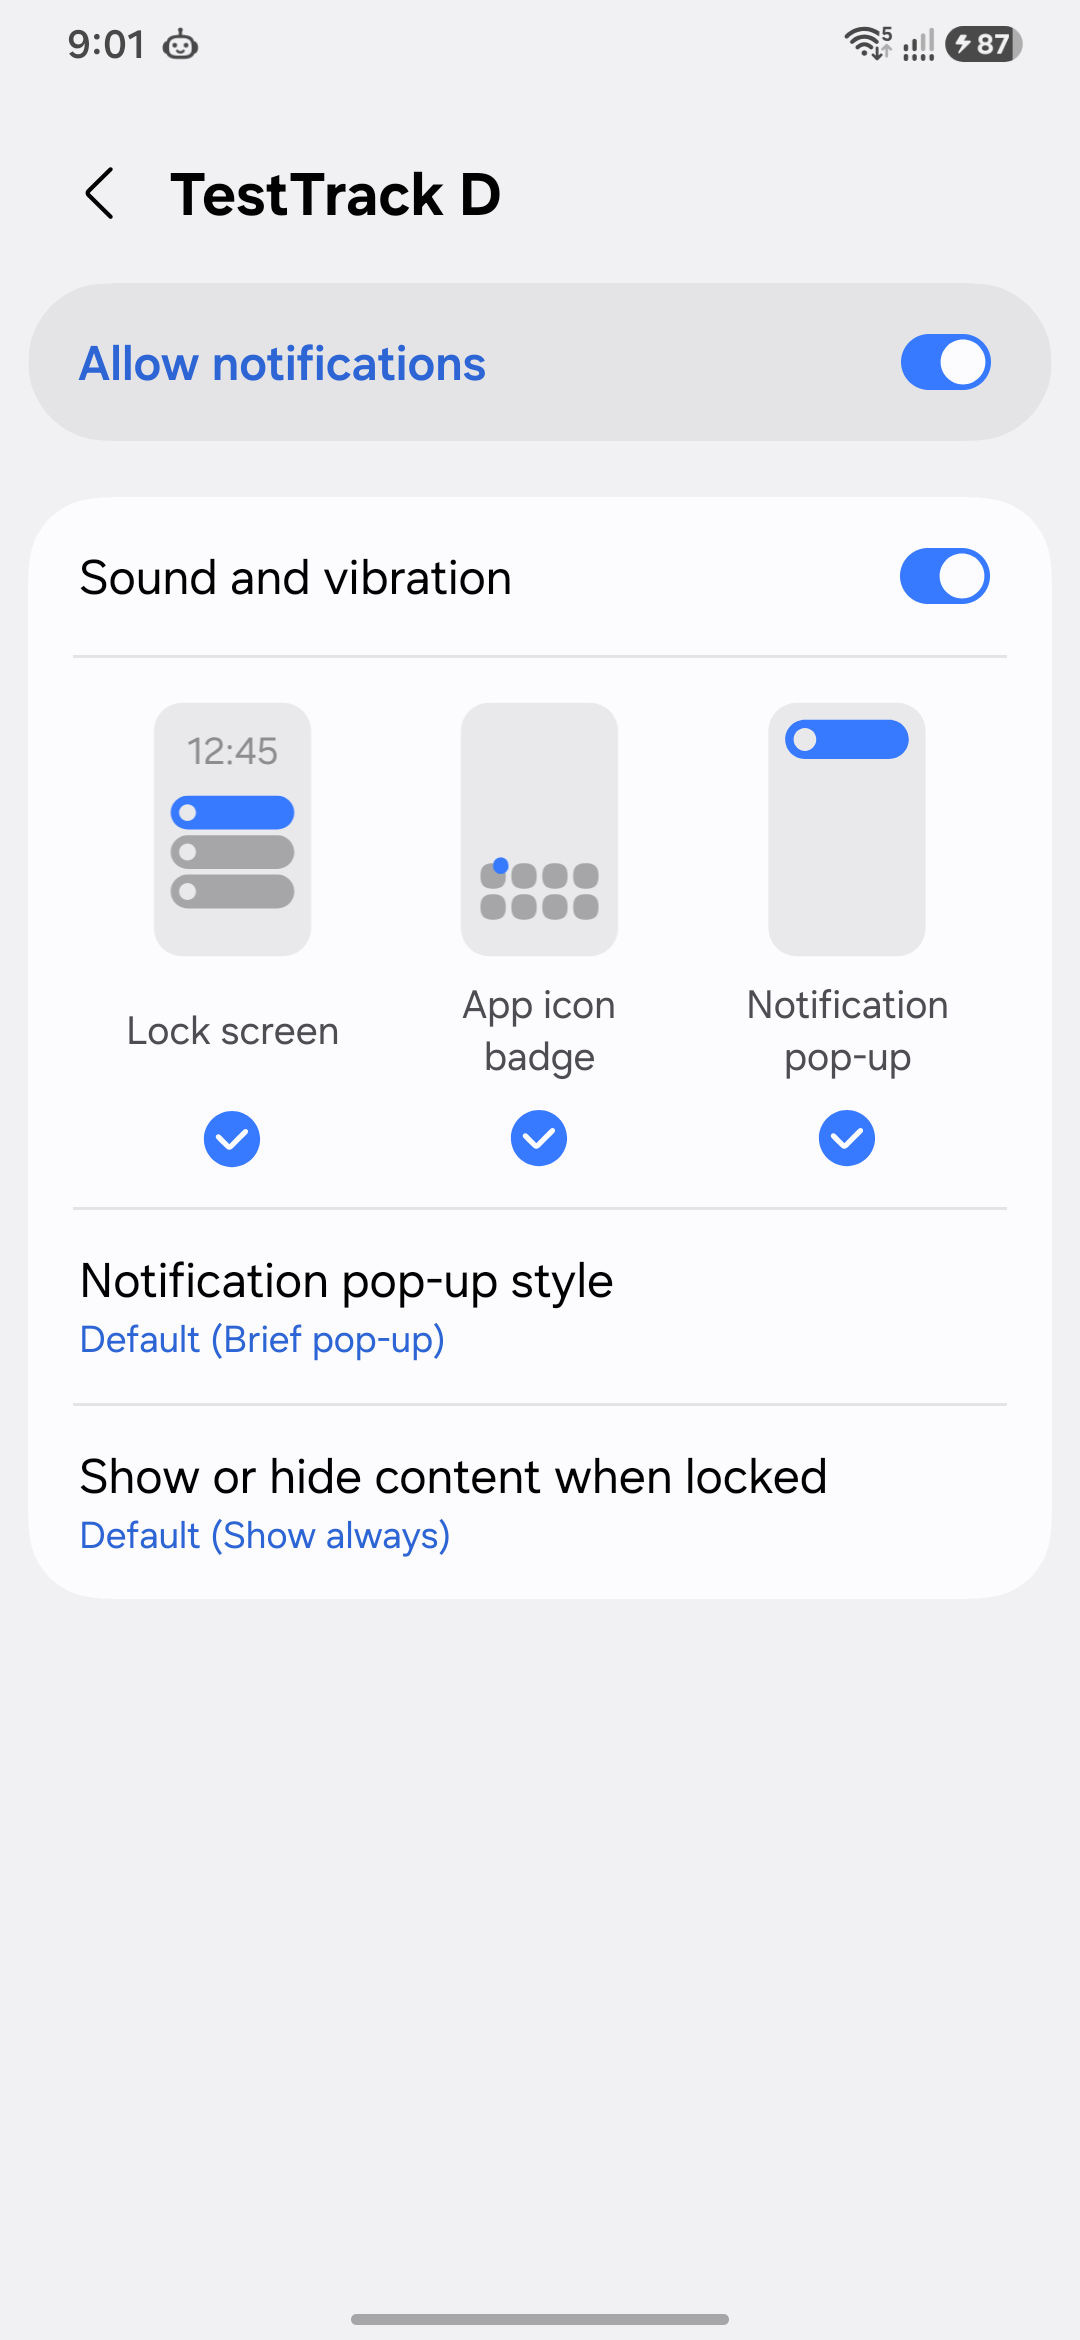 9:01
5
87
TestTrack D
Allow notifications
Sound and vibration
12:45
Lock screen
App icon
badge
Notification
pop-up
Notification pop-up style
Default (Brief pop-up)
Show or hide content when locked
Default (Show always)